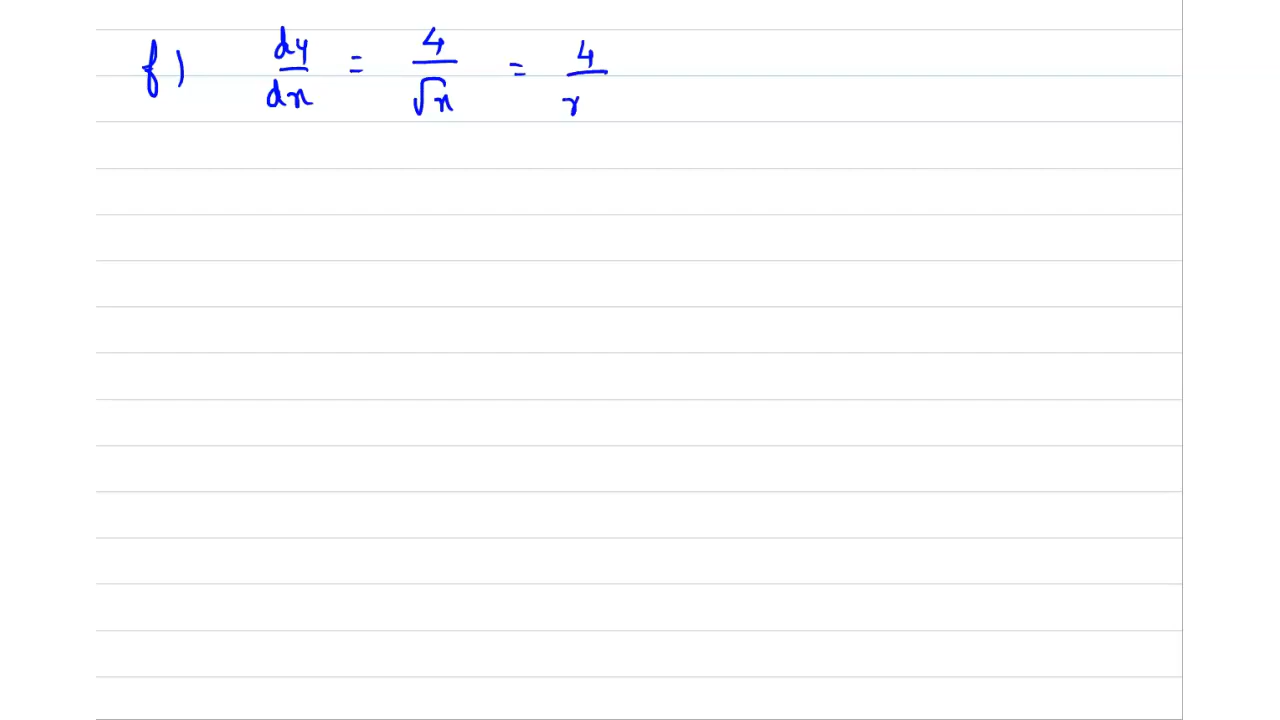 f) dy/dx = 4/√x = 4/x